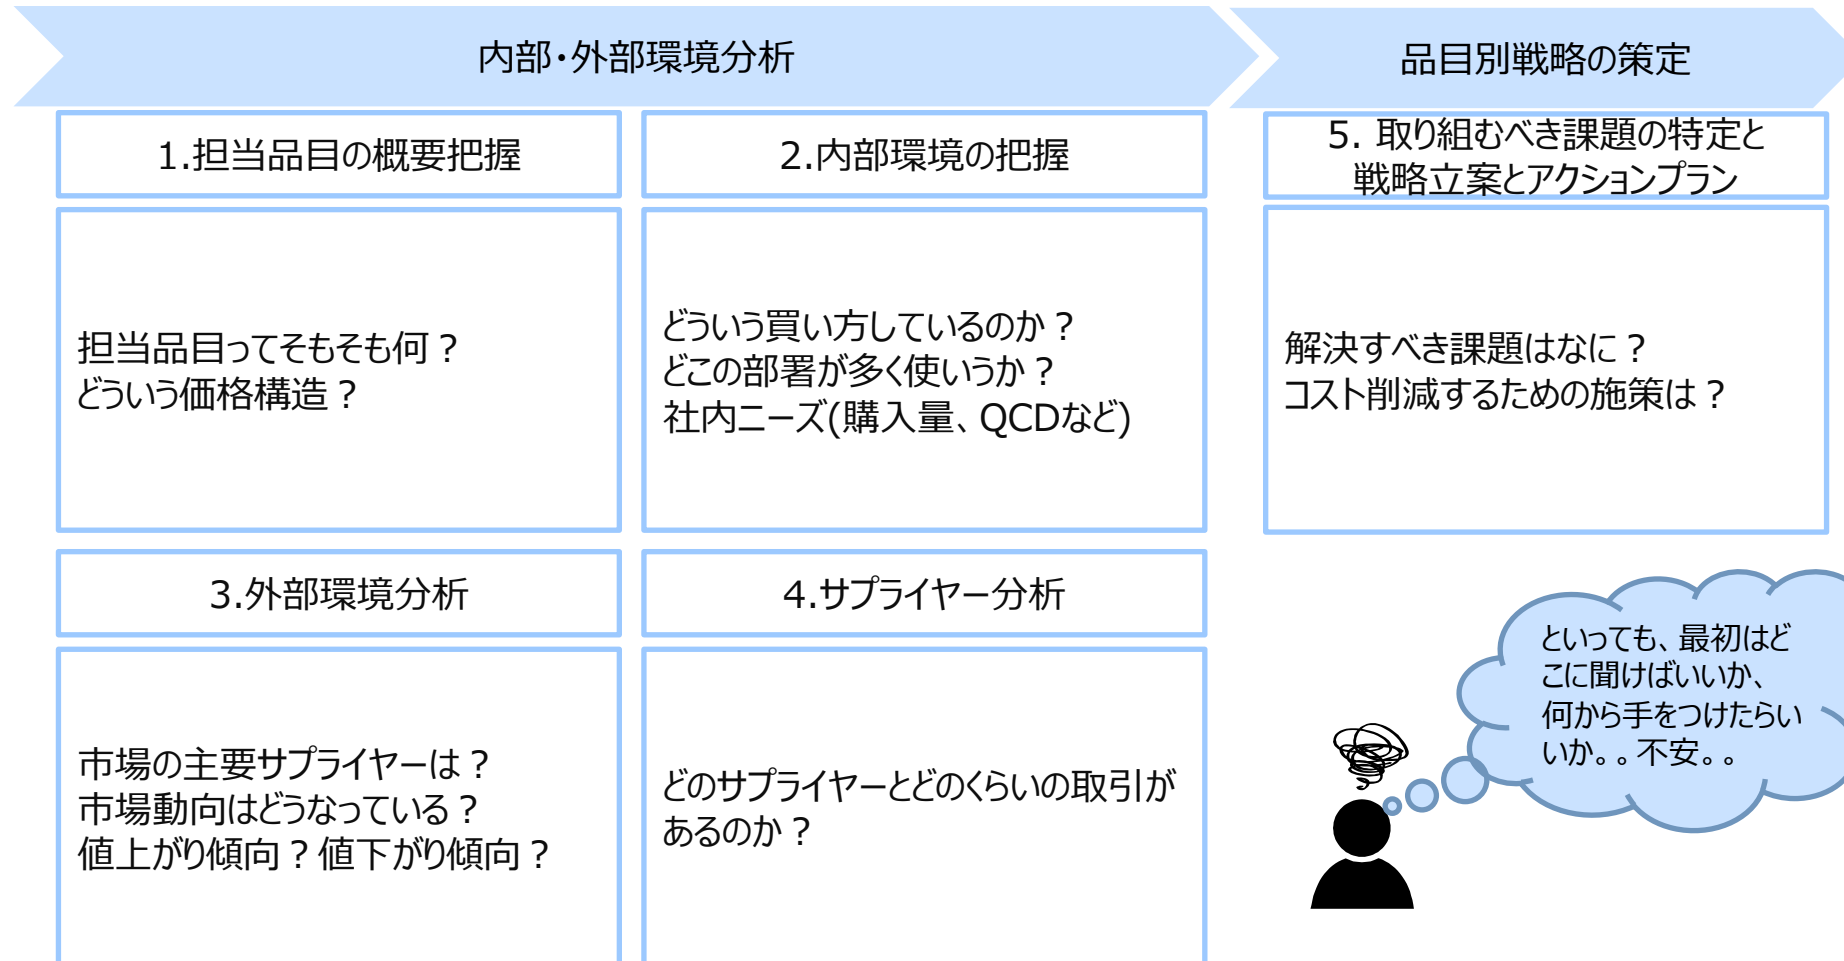 内部・外部環境分析
品目別戦略の策定
1.担当品目の概要把握
2.内部環境の把握
5. 取り組むべき課題の特定と
戦略立案とアクションプラン
担当品目ってそもそも何？
どういう価格構造？
どういう買い方しているのか？
どこの部署が多く使いうか？
社内ニーズ(購入量、QCDなど)
解決すべき課題はなに？
コスト削減するための施策は？
3.外部環境分析
4.サプライヤー分析
市場の主要サプライヤーは？
市場動向はどうなっている？
値上がり傾向？値下がり傾向？
どのサプライヤーとどのくらいの取引が
あるのか？
といっても、最初はど
こに聞けばいいか、
何から手をつけたらい
いか。。不安。。